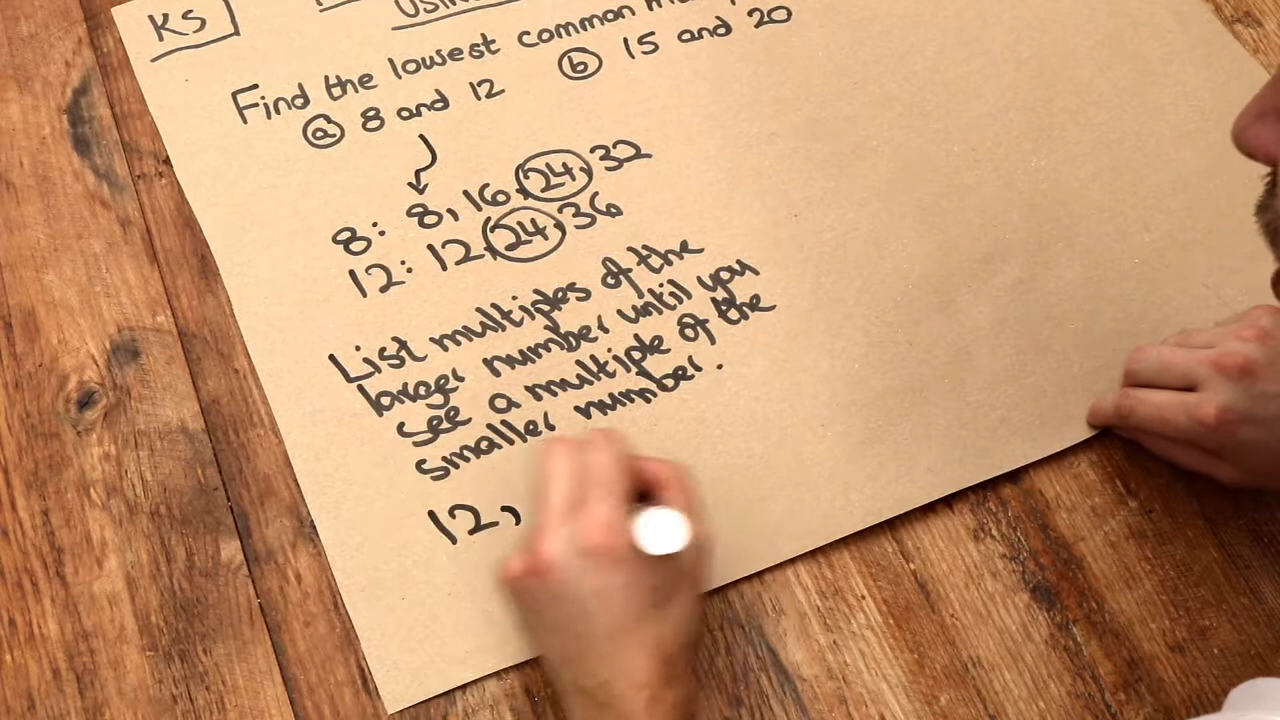 KS
Find the lowest common
ⓐ 8 and 12 ⓑ 15 and 20
8: 8, 16, 24, 32
12: 12, 24, 36
List multiples of the
larger number until you
see a multiple of the
smaller number.
12,